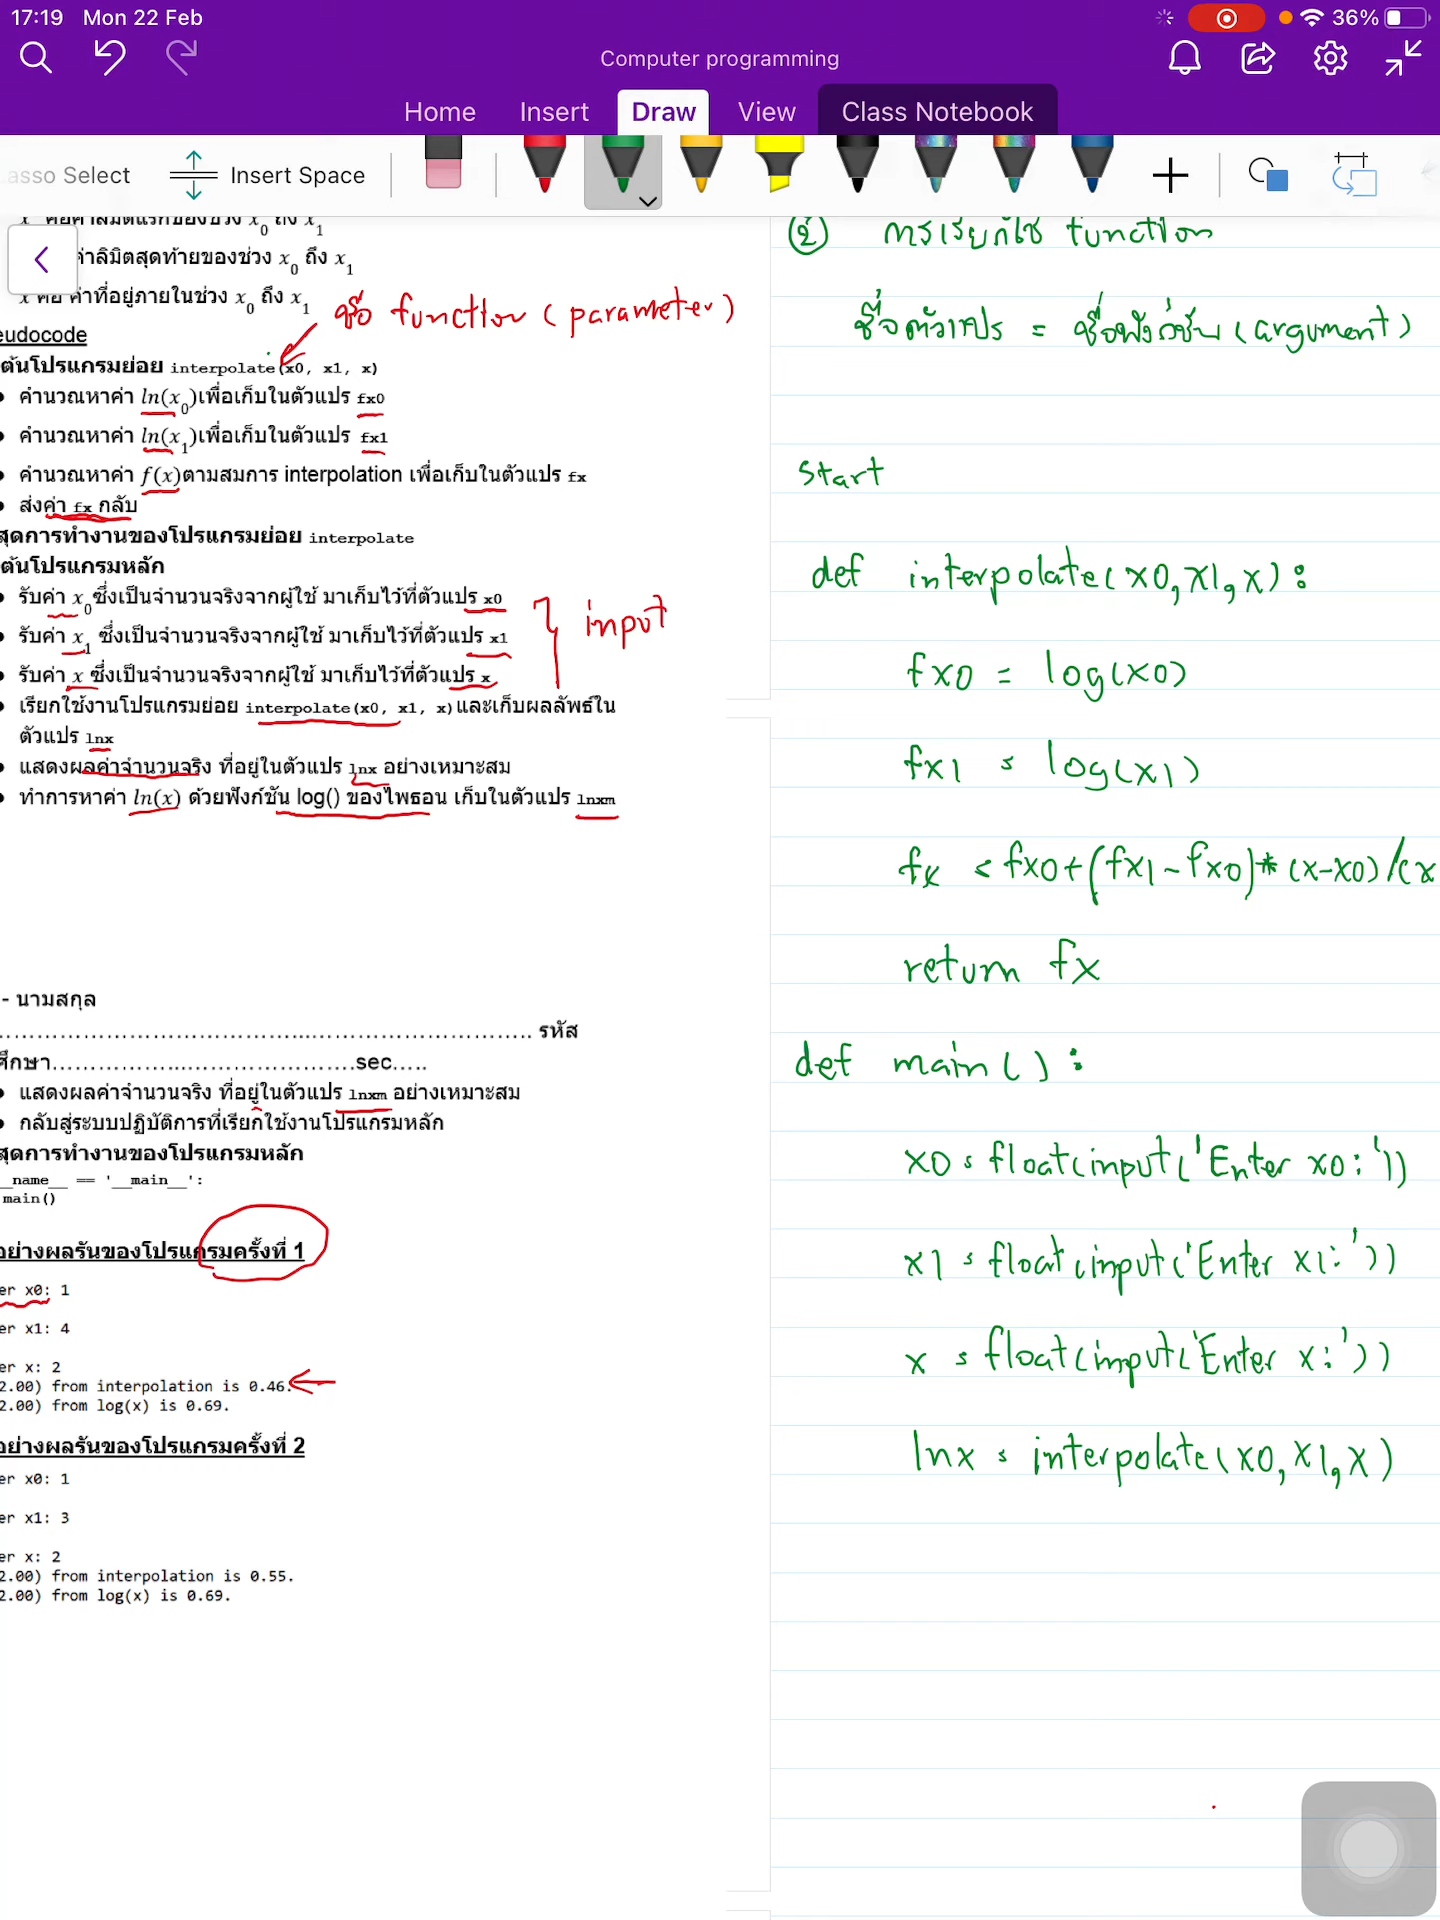 17:19 Mon 22 Feb
36%
Computer programming
Home Insert Draw View Class Notebook
asso Select Insert Space
x คือค่าลิมิตแรกของช่วง x0 ถึง x1
ค่าลิมิตสุดท้ายของช่วง x0 ถึง x1
x คือ ค่าที่อยู่ภายในช่วง x0 ถึง x1
ชื่อ function (parameter)
eudocode
ต้นโปรแกรมย่อย interpolate(x0, x1, x)
• คำนวณหาค่า ln(x0)เพื่อเก็บในตัวแปร fx0
• คำนวณหาค่า ln(x1)เพื่อเก็บในตัวแปร fx1
• คำนวณหาค่า f(x)ตามสมการ interpolation เพื่อเก็บในตัวแปร fx
• ส่งค่า fx กลับ
สุดการทำงานของโปรแกรมย่อย interpolate
ต้นโปรแกรมหลัก
• รับค่า x0ซึ่งเป็นจำนวนจริงจากผู้ใช้ มาเก็บไว้ที่ตัวแปร x0
• รับค่า x1 ซึ่งเป็นจำนวนจริงจากผู้ใช้ มาเก็บไว้ที่ตัวแปร x1
• รับค่า x ซึ่งเป็นจำนวนจริงจากผู้ใช้ มาเก็บไว้ที่ตัวแปร x
} input
• เรียกใช้งานโปรแกรมย่อย interpolate(x0, x1, x)และเก็บผลลัพธ์ใน
ตัวแปร lnx
• แสดงผลค่าจำนวนจริง ที่อยู่ในตัวแปร lnx อย่างเหมาะสม
• ทำการหาค่า ln(x) ด้วยฟังก์ชัน log() ของไพธอน เก็บในตัวแปร lnxm
- นามสกุล
รหัส
ศึกษา.....................................sec.....
• แสดงผลค่าจำนวนจริง ที่อยู่ในตัวแปร lnxm อย่างเหมาะสม
• กลับสู่ระบบปฏิบัติการที่เรียกใช้งานโปรแกรมหลัก
สุดการทำงานของโปรแกรมหลัก
__name__ == '__main__':
main()
อย่างผลรันของโปรแกรมครั้งที่ 1
er x0: 1
er x1: 4
er x: 2
2.00) from interpolation is 0.46.
2.00) from log(x) is 0.69.
อย่างผลรันของโปรแกรมครั้งที่ 2
er x0: 1
er x1: 3
er x: 2
2.00) from interpolation is 0.55.
2.00) from log(x) is 0.69.
② การเรียกใช้ function
ชื่อตัวแปร = ชื่อฟังก์ชัน (argument)
start
def interpolate(x0,x1,x):
fx0 = log(x0)
fx1 = log(x1)
fx = fx0+(fx1-fx0)*(x-x0)/(x
return fx
def main():
x0 = float(input('Enter x0:'))
x1 = float(input('Enter x1:'))
x = float(input('Enter x:'))
lnx = interpolate(x0,x1,x)